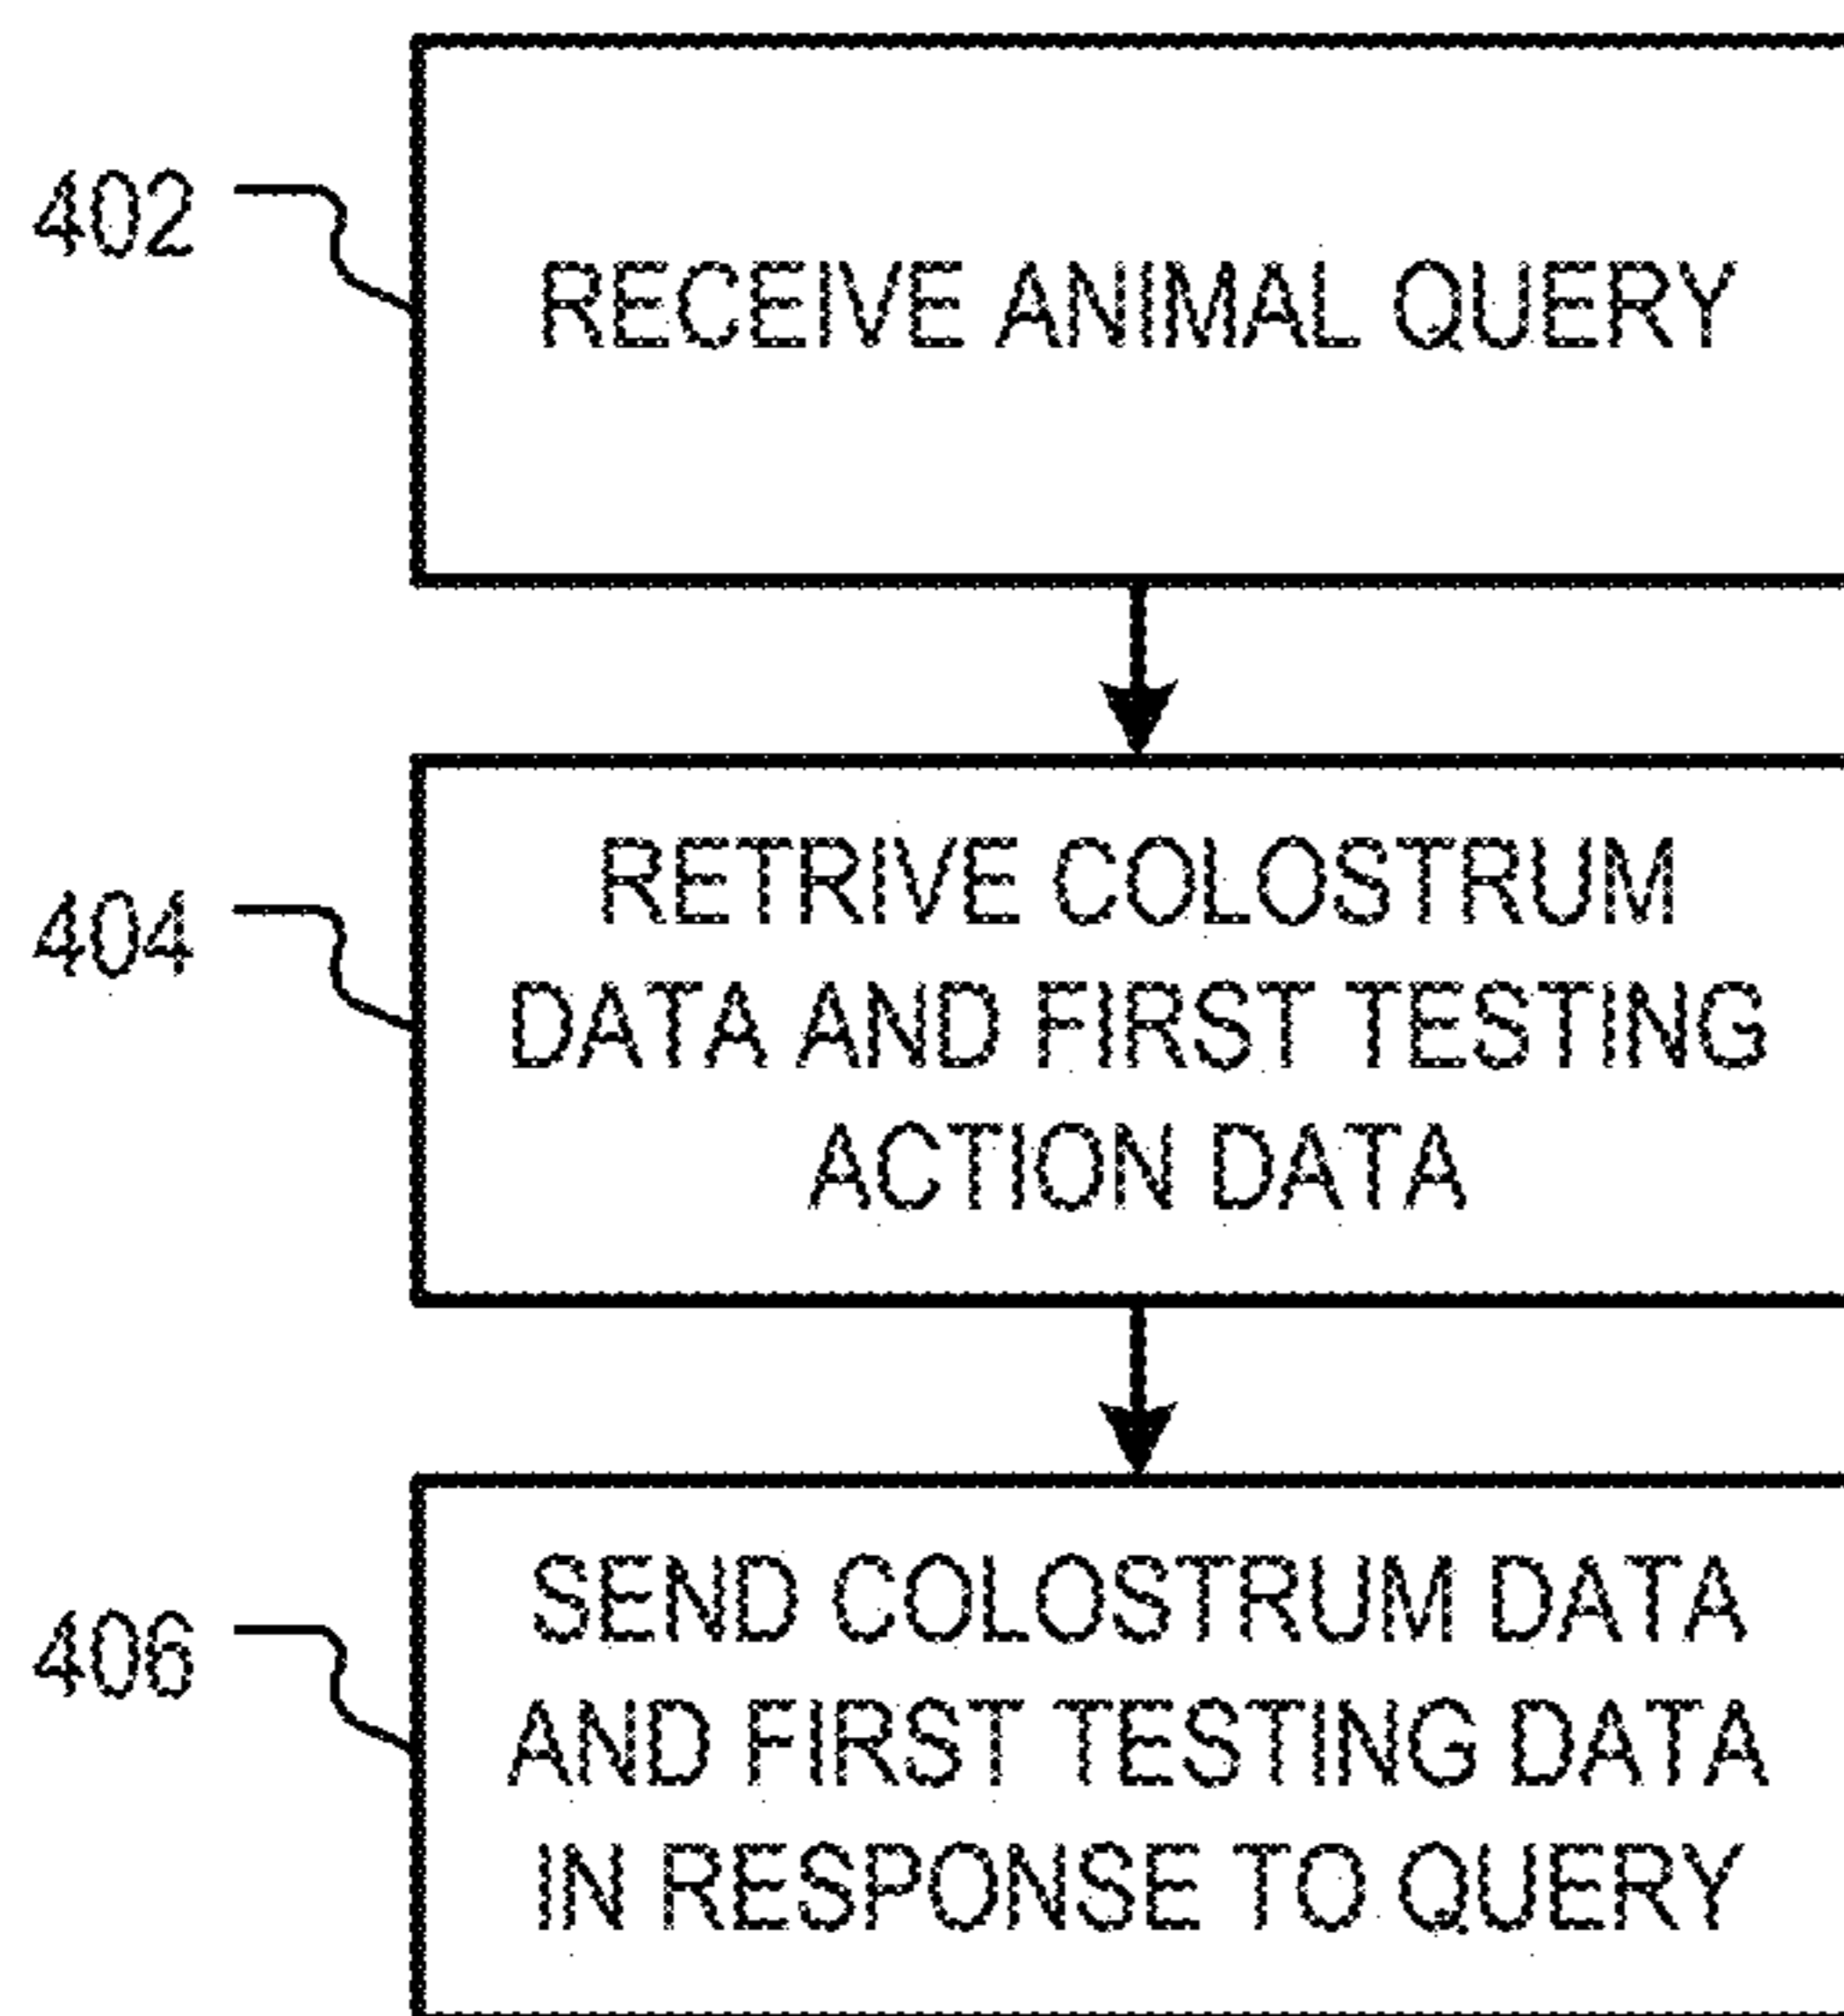 402
RECEIVE ANIMAL QUERY
404
RETRIVE COLOSTRUM
DATA AND FIRST TESTING
ACTION DATA
406
SEND COLOSTRUM DATA
AND FIRST TESTING DATA
IN RESPONSE TO QUERY